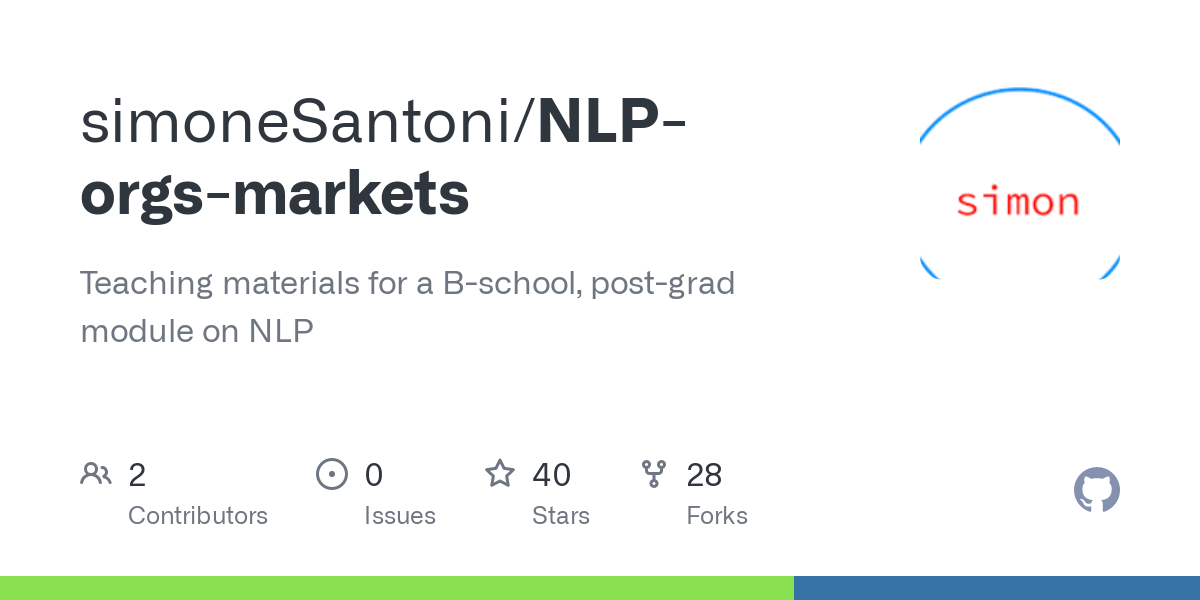 simoneSantoni/NLP-
orgs-markets
simon
Teaching materials for a B-school, post-grad
module on NLP
2
Contributors
0
Issues
40
Stars
28
Forks